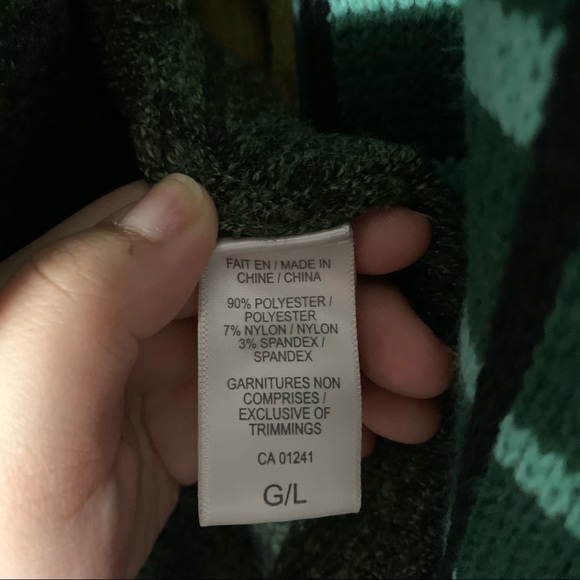 FAIT EN / MADE IN
CHINE / CHINA
90% POLYESTER /
POLYESTER
7% NYLON / NYLON
3% SPANDEX /
SPANDEX
GARNITURES NON
COMPRISES /
EXCLUSIVE OF
TRIMMINGS
CA 01241
G/L